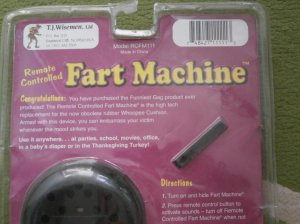 T.J. Wisemen, Ltd
Model RCFM111
Made in China
Remote
Controlled
Fart Machine™
Congratulations: You have purchased the Funniest Gag product ever
produced! The Remote Controlled Fart Machine® is the high tech
replacement for the now obsolete rubber Whoopee Cushion.
Armed with this device, you can embarrass your victim
whenever the mood strikes you.
Use it anywhere. . . at parties, school, movies, office,
in a baby's diaper or in the Thanksgiving Turkey!
Directions
1. Turn on and hide Fart Machine®
2. Press remote control button to
activate sounds – turn off Remote
Controlled Fart Machine® when not